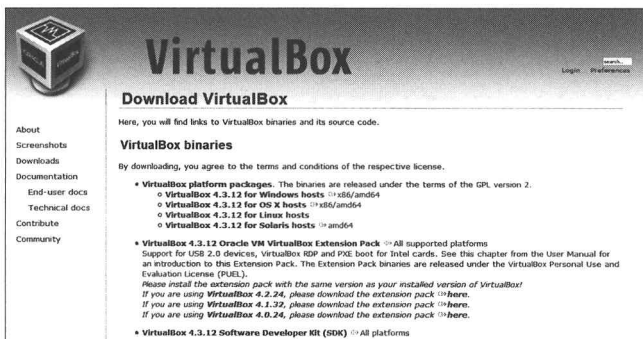 VirtualBox
search...
Login Preferences
Download VirtualBox
Here, you will find links to VirtualBox binaries and its source code.
VirtualBox binaries
By downloading, you agree to the terms and conditions of the respective license.
About
Screenshots
Downloads
Documentation
End-user docs
Technical docs
Contribute
Community
• VirtualBox platform packages. The binaries are released under the terms of the GPL version 2.
o VirtualBox 4.3.12 for Windows hosts x86/amd64
o VirtualBox 4.3.12 for OS X hosts x86/amd64
o VirtualBox 4.3.12 for Linux hosts
o VirtualBox 4.3.12 for Solaris hosts amd64
• VirtualBox 4.3.12 Oracle VM VirtualBox Extension Pack All supported platforms
Support for USB 2.0 devices, VirtualBox RDP and PXE boot for Intel cards. See this chapter from the User Manual for
an introduction to this Extension Pack. The Extension Pack binaries are released under the VirtualBox Personal Use and
Evaluation License (PUEL).
Please install the extension pack with the same version as your installed version of VirtualBox!
If you are using VirtualBox 4.2.24, please download the extension pack here.
If you are using VirtualBox 4.1.32, please download the extension pack here.
If you are using VirtualBox 4.0.24, please download the extension pack here.
• VirtualBox 4.3.12 Software Developer Kit (SDK) All platforms